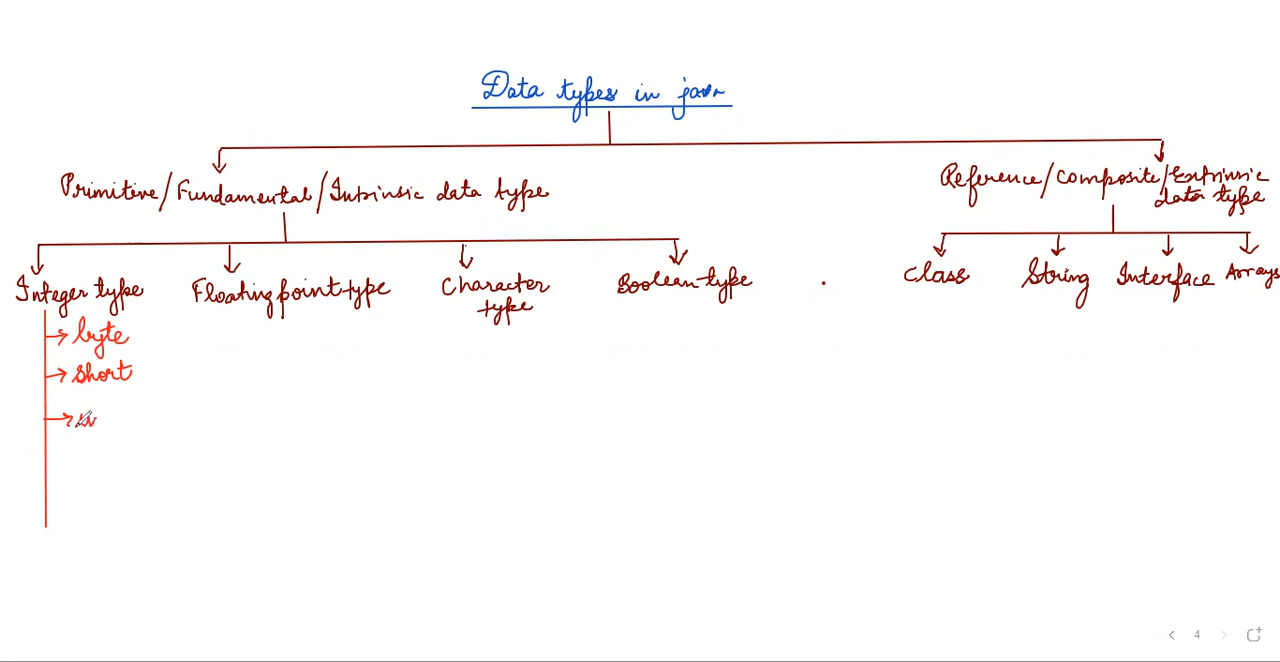 Data types in java
Primitive/Fundamental/Intrinsic data type
Reference/Composite/Extrinsic
data type
Integer type
Floating point type
Character
type
Boolean type
Class
String
Interface
Arrays
byte
short
in
4